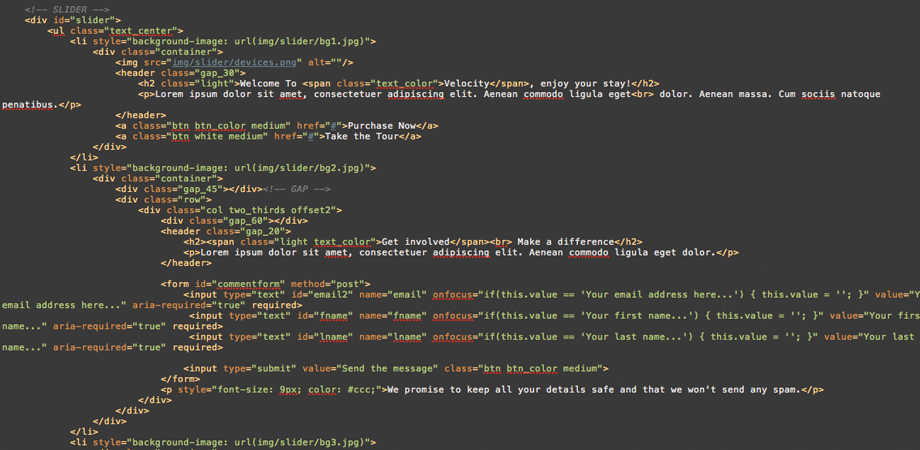 <!-- SLIDER -->
<div id="slider">
<ul class="text_center">
<li style="background-image: url(img/slider/bg1.jpg)">
<div class="container">
<img src="img/slider/devices.png" alt=""/>
<header class="gap_30">
<h2 class="light">Welcome To <span class="text_color">Velocity</span>, enjoy your stay!</h2>
<p>Lorem ipsum dolor sit amet, consectetuer adipiscing elit. Aenean commodo ligula eget<br> dolor. Aenean massa. Cum sociis natoque
penatibus.</p>
</header>
<a class="btn btn_color medium" href="#">Purchase Now</a>
<a class="btn white medium" href="#">Take the Tour</a>
</div>
</li>
<li style="background-image: url(img/slider/bg2.jpg)">
<div class="container">
<div class="gap_45"></div><!-- GAP -->
<div class="row">
<div class="col two_thirds offset2">
<div class="gap_60"></div>
<header class="gap_20">
<h2><span class="light text_color">Get involved</span><br> Make a difference</h2>
<p>Lorem ipsum dolor sit amet, consectetuer adipiscing elit. Aenean commodo ligula eget dolor.</p>
</header>
<form id="commentform" method="post">
<input type="text" id="email2" name="email" onfocus="if(this.value == 'Your email address here...') { this.value = ''; }" value="Y
email address here..." aria-required="true" required>
<input type="text" id="fname" name="fname" onfocus="if(this.value == 'Your first name...') { this.value = ''; }" value="Your firs
name..." aria-required="true" required>
<input type="text" id="lname" name="lname" onfocus="if(this.value == 'Your last name...') { this.value = ''; }" value="Your last
name..." aria-required="true" required>
<input type="submit" value="Send the message" class="btn btn_color medium">
</form>
<p style="font-size: 9px; color: #ccc;">We promise to keep all your details safe and that we won't send any spam.</p>
</div>
</div>
</div>
</li>
<li style="background-image: url(img/slider/bg3.jpg)">